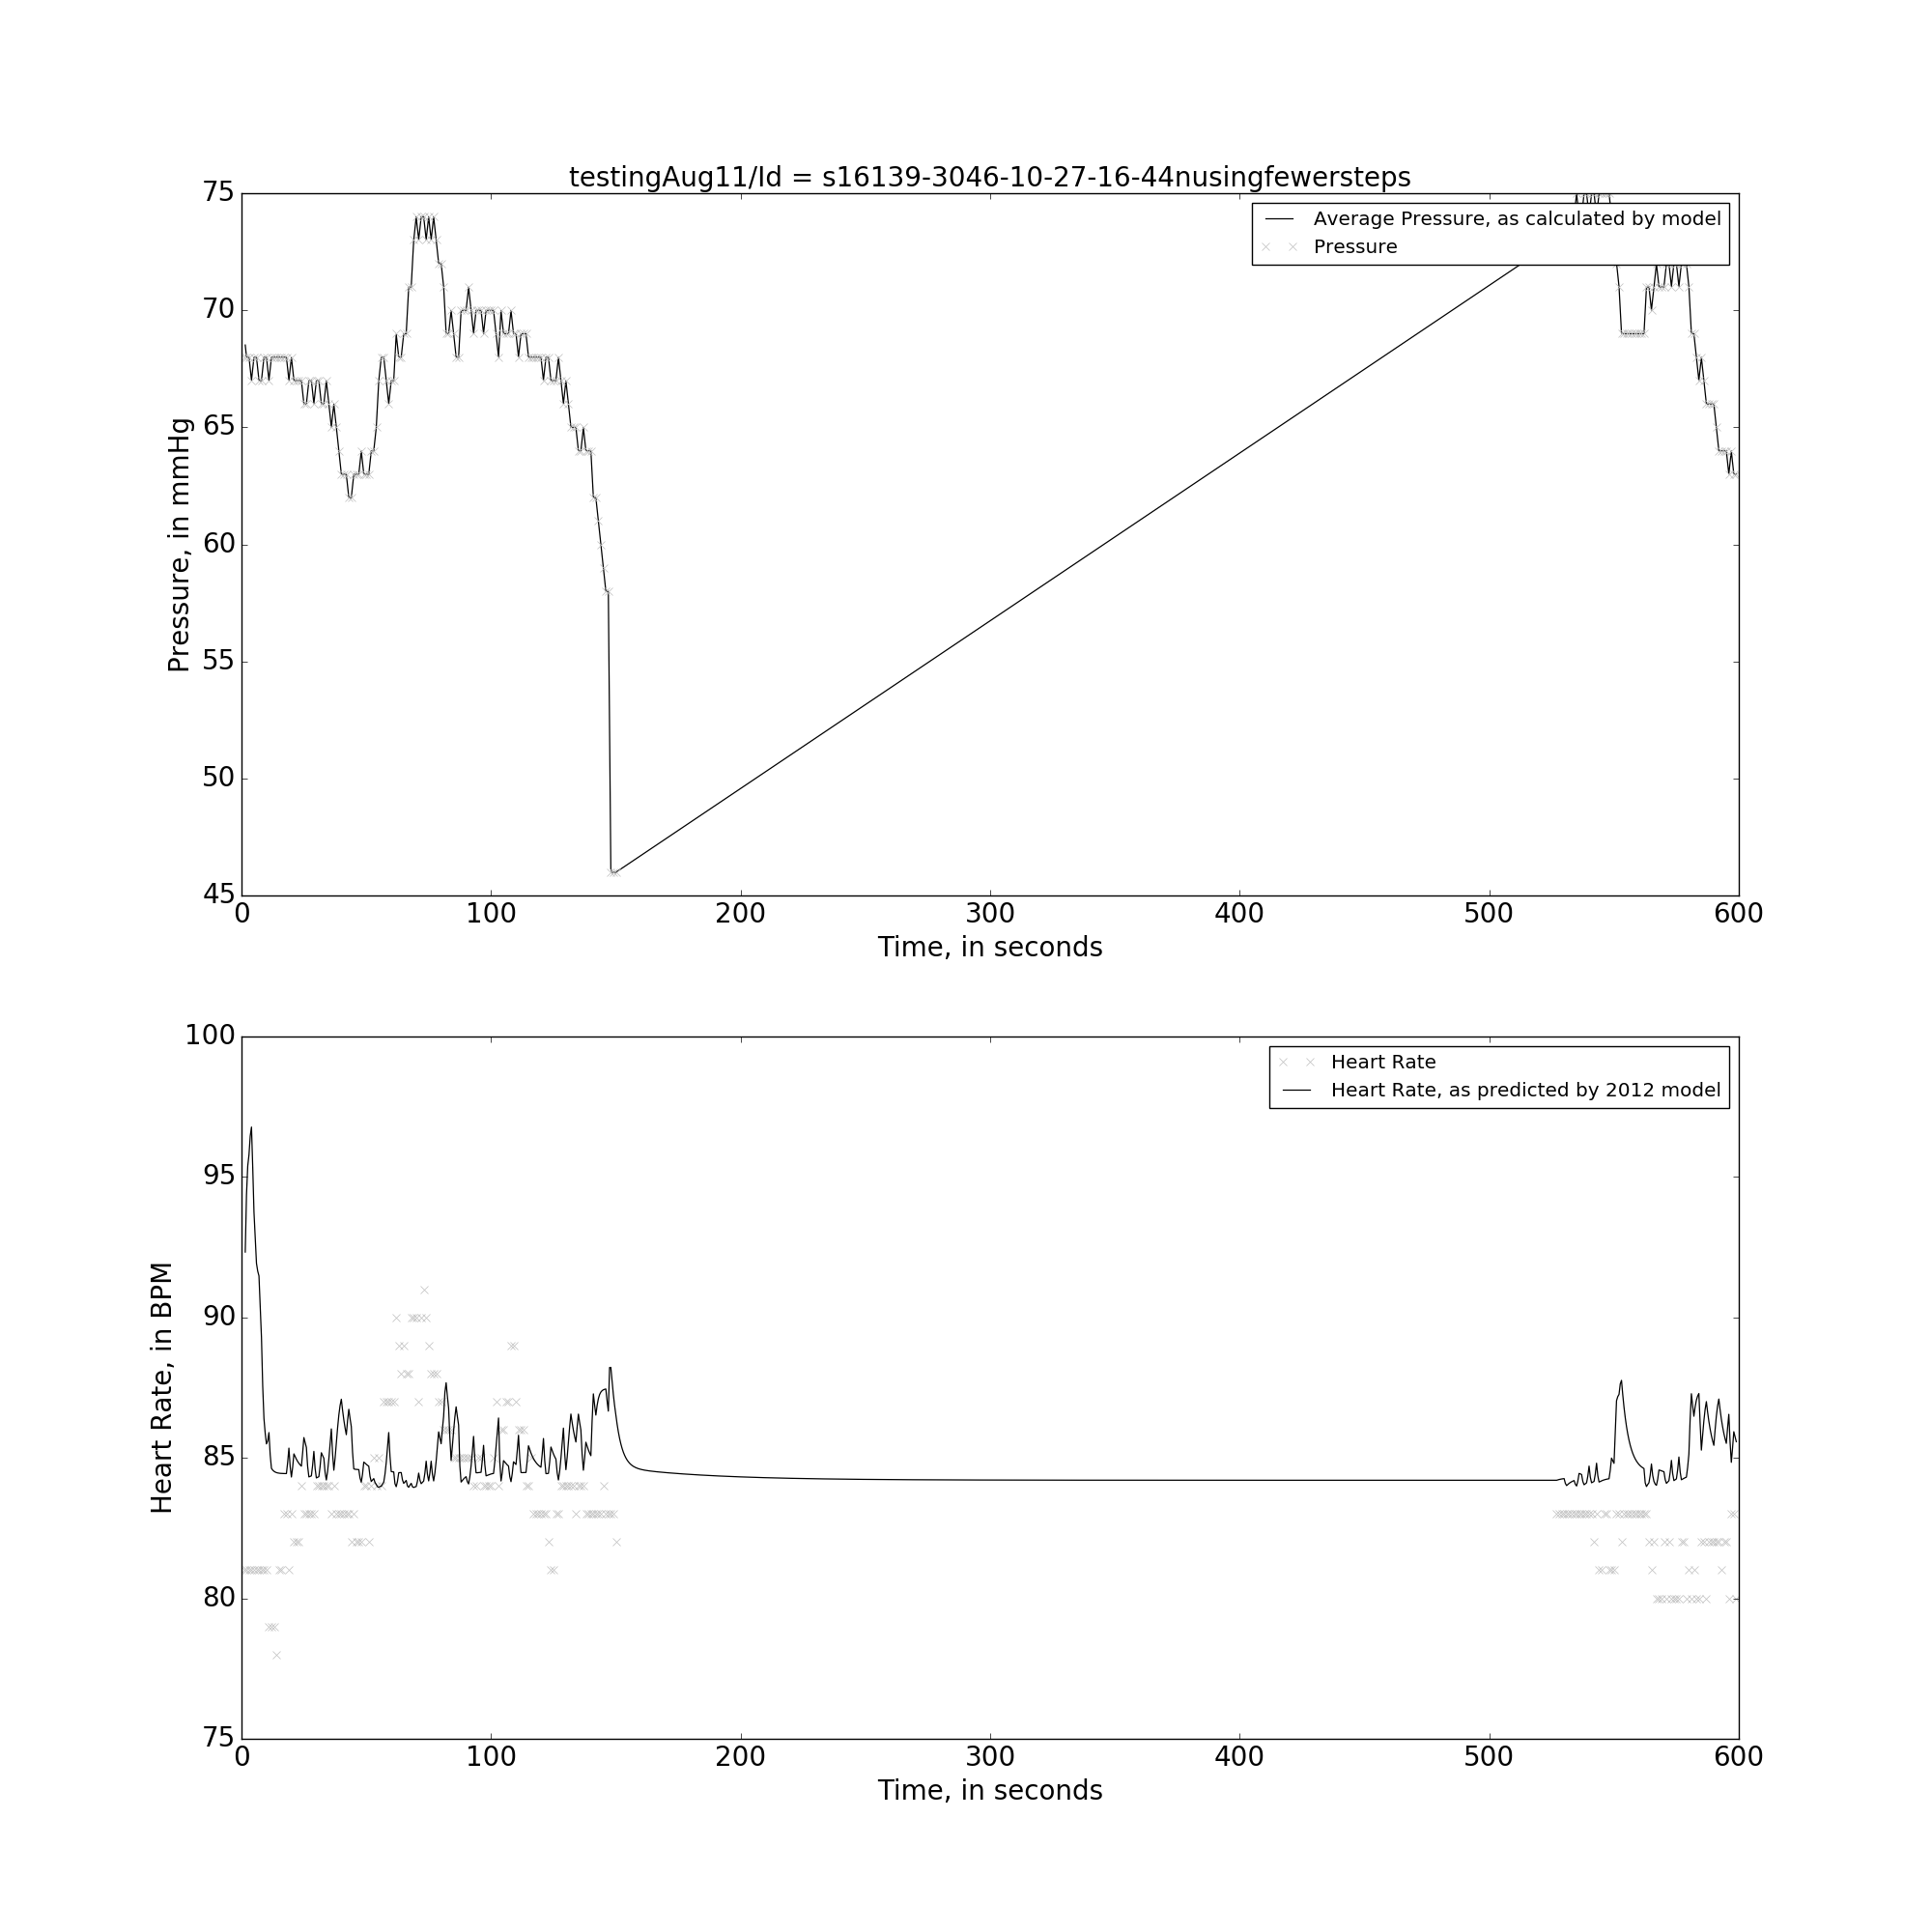 testingAug11/Id = s16139-3046-10-27-16-44nusingfewersteps
75
70
65
60
55
50
45
Pressure, in mmHg
Average Pressure, as calculated by model
Pressure
0 100 200 300 400 500 600
Time, in seconds
100
95
90
85
80
75
Heart Rate, in BPM
Heart Rate
Heart Rate, as predicted by 2012 model
0 100 200 300 400 500 600
Time, in seconds